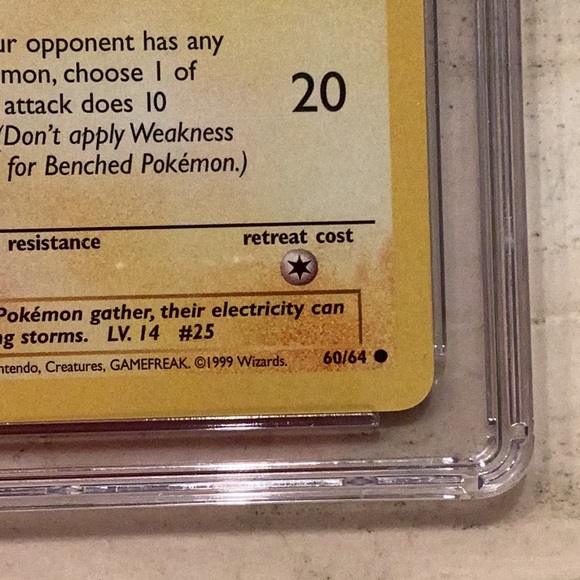 ur opponent has any
mon, choose 1 of
attack does 10
20
(Don't apply Weakness
for Benched Pokémon.)
resistance
retreat cost
Pokémon gather, their electricity can
ng storms. LV. 14 #25
ntendo, Creatures, GAMEFREAK. ©1999 Wizards. 60/64